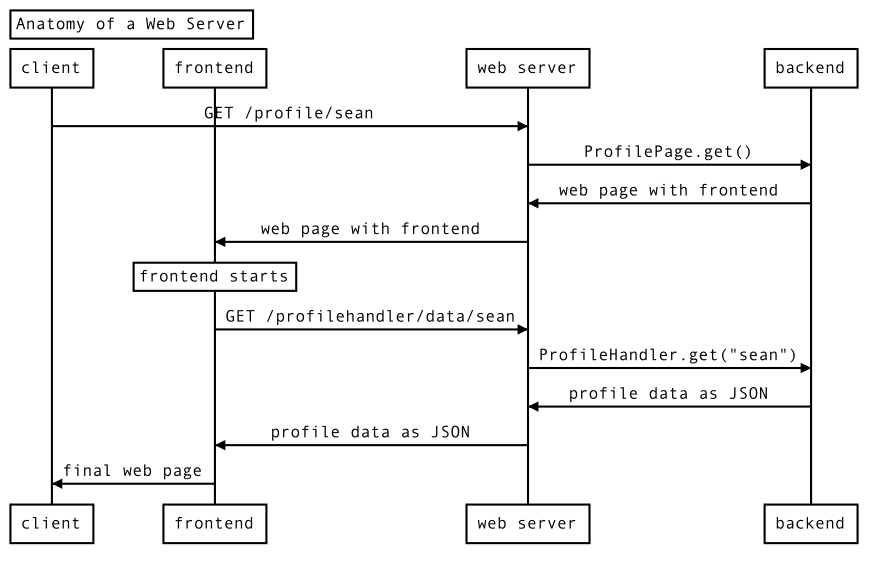 Anatomy of a Web Server
client
frontend
web server
backend
GET /profile/sean
ProfilePage.get()
web page with frontend
web page with frontend
frontend starts
GET /profilehandler/data/sean
ProfileHandler.get("sean")
profile data as JSON
profile data as JSON
final web page
client
frontend
web server
backend